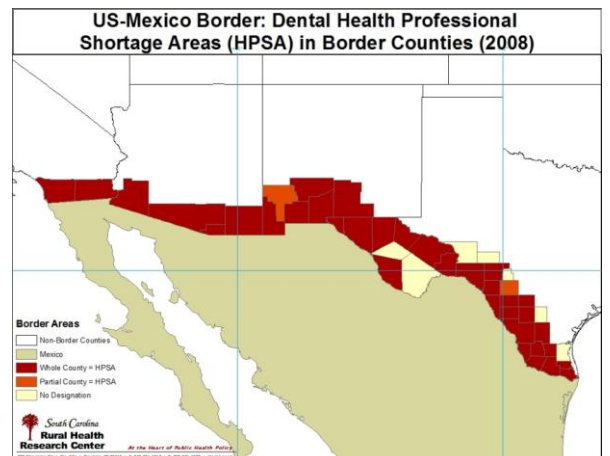 US-Mexico Border: Dental Health Professional
Shortage Areas (HPSA) in Border Counties (2008)
Border Areas
Non-Border Counties
Mexico
Whole County = HPSA
Partial County = HPSA
No Designation
South Carolina
Rural Health
Research Center
At the Heart of Public Health Policy